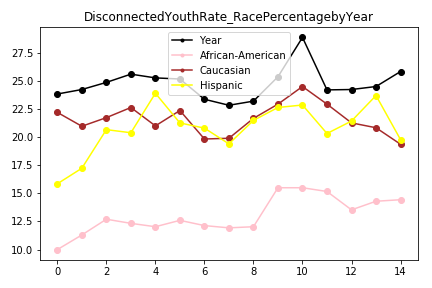 DisconnectedYouthRate_RacePercentagebyYear
Year
African-American
Caucasian
Hispanic
27.5
25.0
22.5
20.0
17.5
15.0
12.5
10.0
0 2 4 6 8 10 12 14